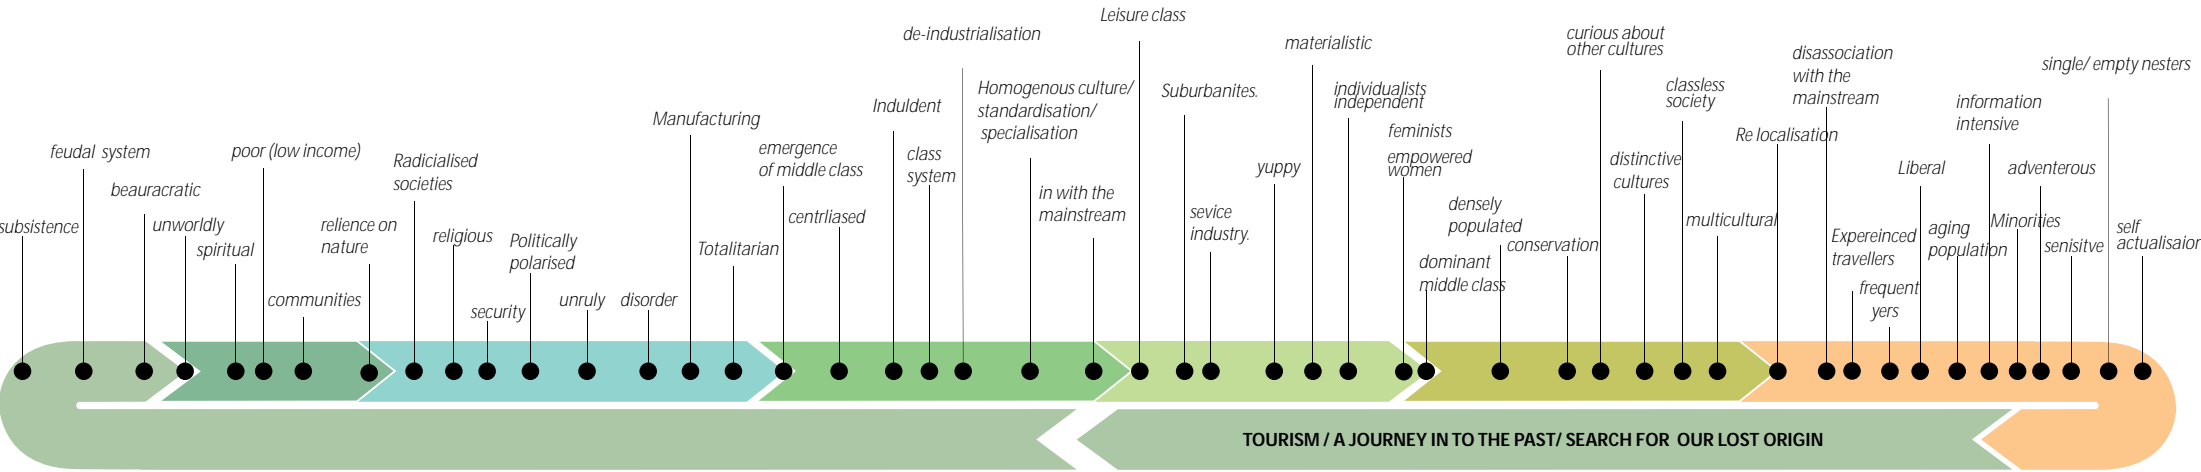 subsistence
feudal system
beauracratic
unworldly
spiritual
poor (low income)
communities
relience on
nature
Radicialised
societies
religious
security
Politically
polarised
unruly
disorder
Manufacturing
Totalitarian
emergence
of middle class
centrliased
Induldent
class
system
de-industrialisation
Homogenous culture/
standardisation/
specialisation
in with the
mainstream
Leisure class
Suburbanites.
sevice
industry.
yuppy
materialistic
individualists
independent
feminists
empowered
women
dominant
middle class
densely
populated
conservation
curious about
other cultures
distinctive
cultures
classless
society
multicultural
Re localisation
disassociation
with the
mainstream
Expereinced
travellers
frequent
yers
Liberal
aging
population
information
intensive
Minorities
adventerous
senisitve
single/ empty nesters
self
actualisaior
TOURISM / A JOURNEY IN TO THE PAST/ SEARCH FOR OUR LOST ORIGIN